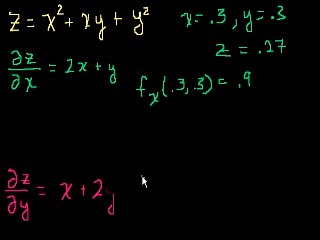 z = x² + xy + y²
x = .3 , y = .3
z = .27
∂z/∂x = 2x + y
fₓ(.3,.3) = .9
∂z/∂y = x + 2y